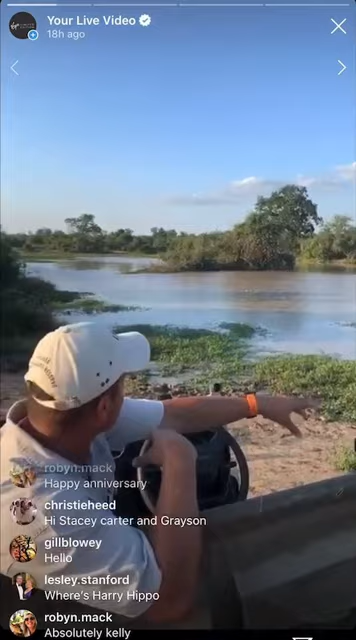 Your Live Video
18h ago
robyn.mack
Happy anniversary
christieheed
Hi Stacey carter and Grayson
gillblowey
Hello
lesley.stanford
Where's Harry Hippo
robyn.mack
Absolutely kelly